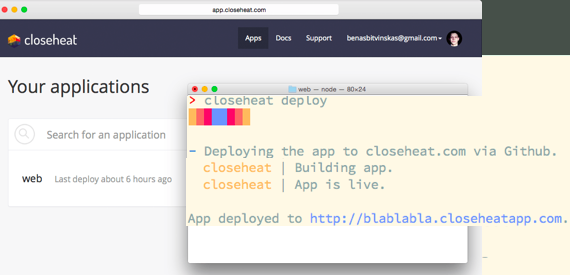 app.closeheat.com
closeheat
Apps Docs Support benasbitvinskas@gmail.com
Your applications
Search for an application
web Last deploy about 6 hours ago
web — node — 80×24
> closeheat deploy
- Deploying the app to closeheat.com via Github.
closeheat | Building app.
closeheat | App is live.
App deployed to http://blablabla.closeheatapp.com.